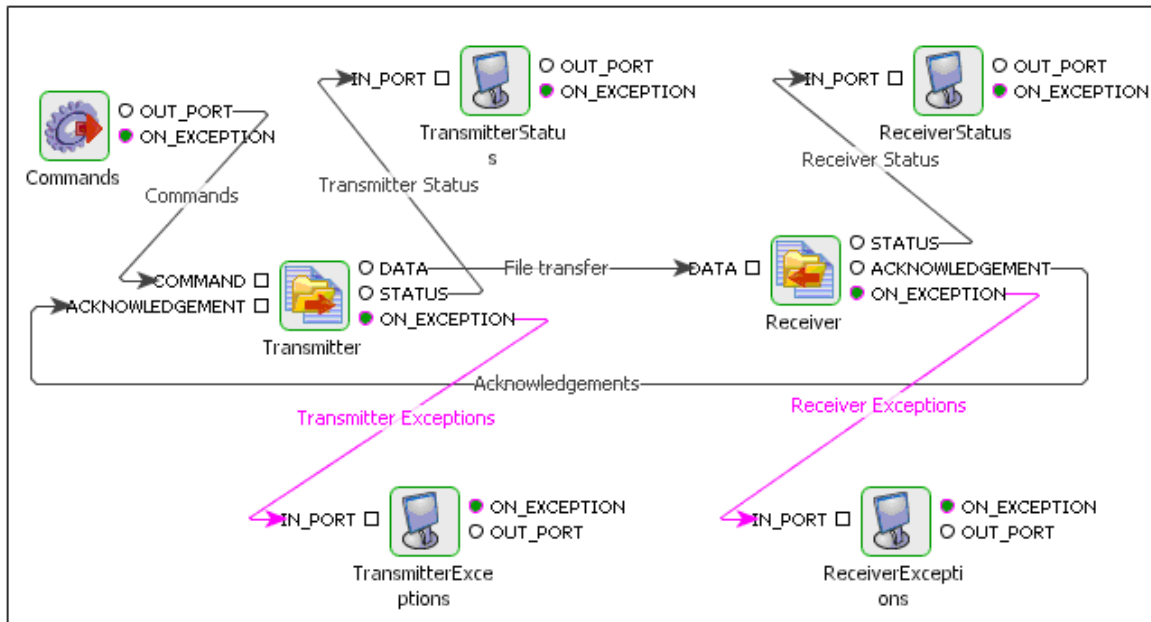 IN_PORT
OUT_PORT
ON_EXCEPTION
TransmitterStatu
s
IN_PORT
OUT_PORT
ON_EXCEPTION
ReceiverStatus
OUT_PORT
ON_EXCEPTION
Commands
Commands
Transmitter Status
Receiver Status
COMMAND
ACKNOWLEDGEMENT
DATA
STATUS
ON_EXCEPTION
Transmitter
File transfer
DATA
STATUS
ACKNOWLEDGEMENT
ON_EXCEPTION
Receiver
Acknowledgements
Transmitter Exceptions
Receiver Exceptions
IN_PORT
ON_EXCEPTION
OUT_PORT
TransmitterExce
ptions
IN_PORT
ON_EXCEPTION
OUT_PORT
ReceiverExcepti
ons